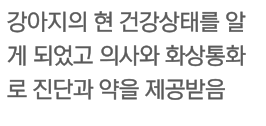 강아지의 현 건강상태를 알
게 되었고 의사와 화상통화
로 진단과 약을 제공받음